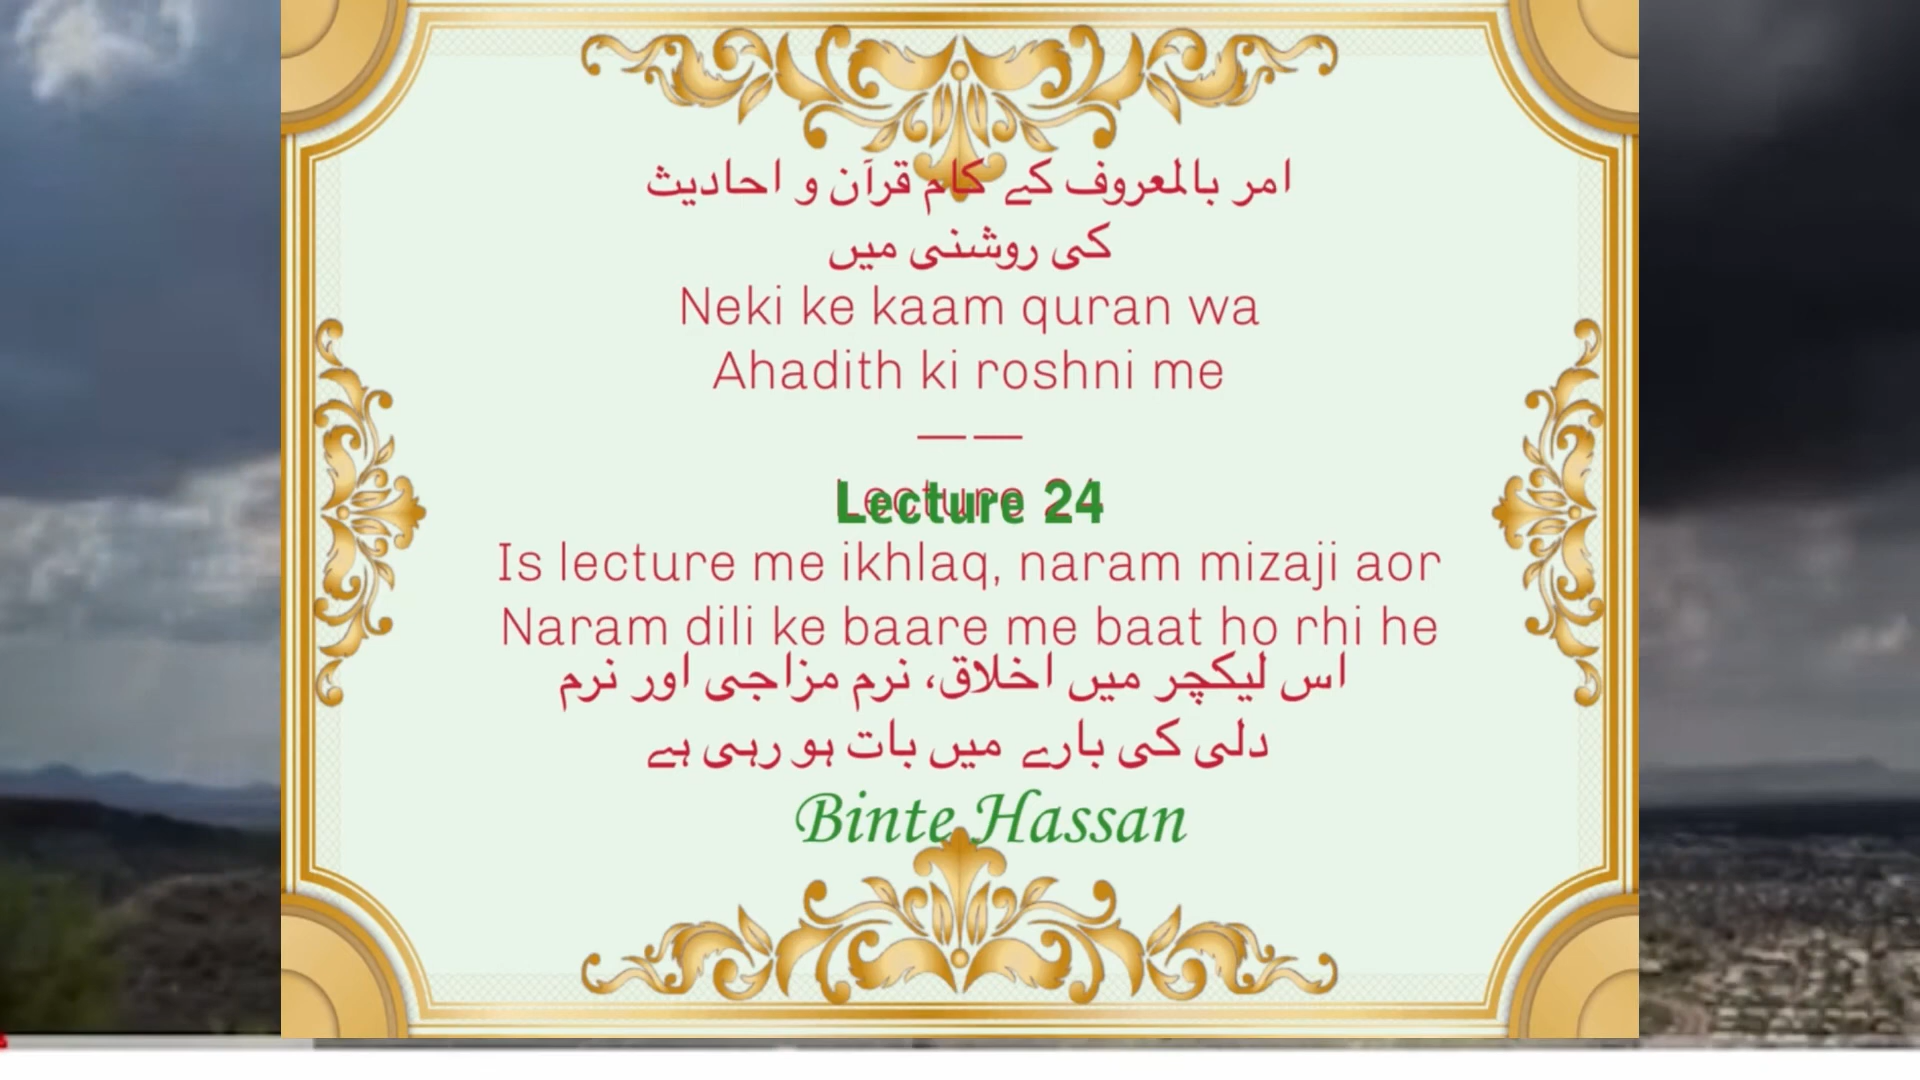 امر بالمعروف کے کام قرآن و احادیث
کی روشنی میں
Neki ke kaam quran wa
Ahadith ki roshni me
——
Lecture 24
Is lecture me ikhlaq, naram mizaji aor
Naram dili ke baare me baat ho rhi he
اس لیکچر میں اخلاق، نرم مزاجی اور نرم
دلی کی بارے میں بات ہو رہی ہے
Binte Hassan